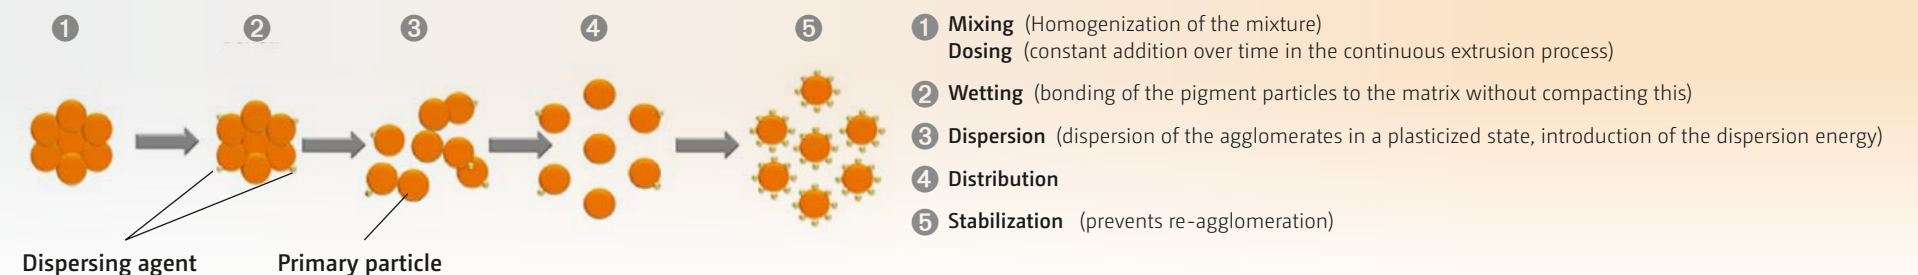 1 2 3 4 5
1 Mixing (Homogenization of the mixture)
Dosing (constant addition over time in the continuous extrusion process)
2 Wetting (bonding of the pigment particles to the matrix without compacting this)
3 Dispersion (dispersion of the agglomerates in a plasticized state, introduction of the dispersion energy)
4 Distribution
5 Stabilization (prevents re-agglomeration)
Dispersing agent
Primary particle